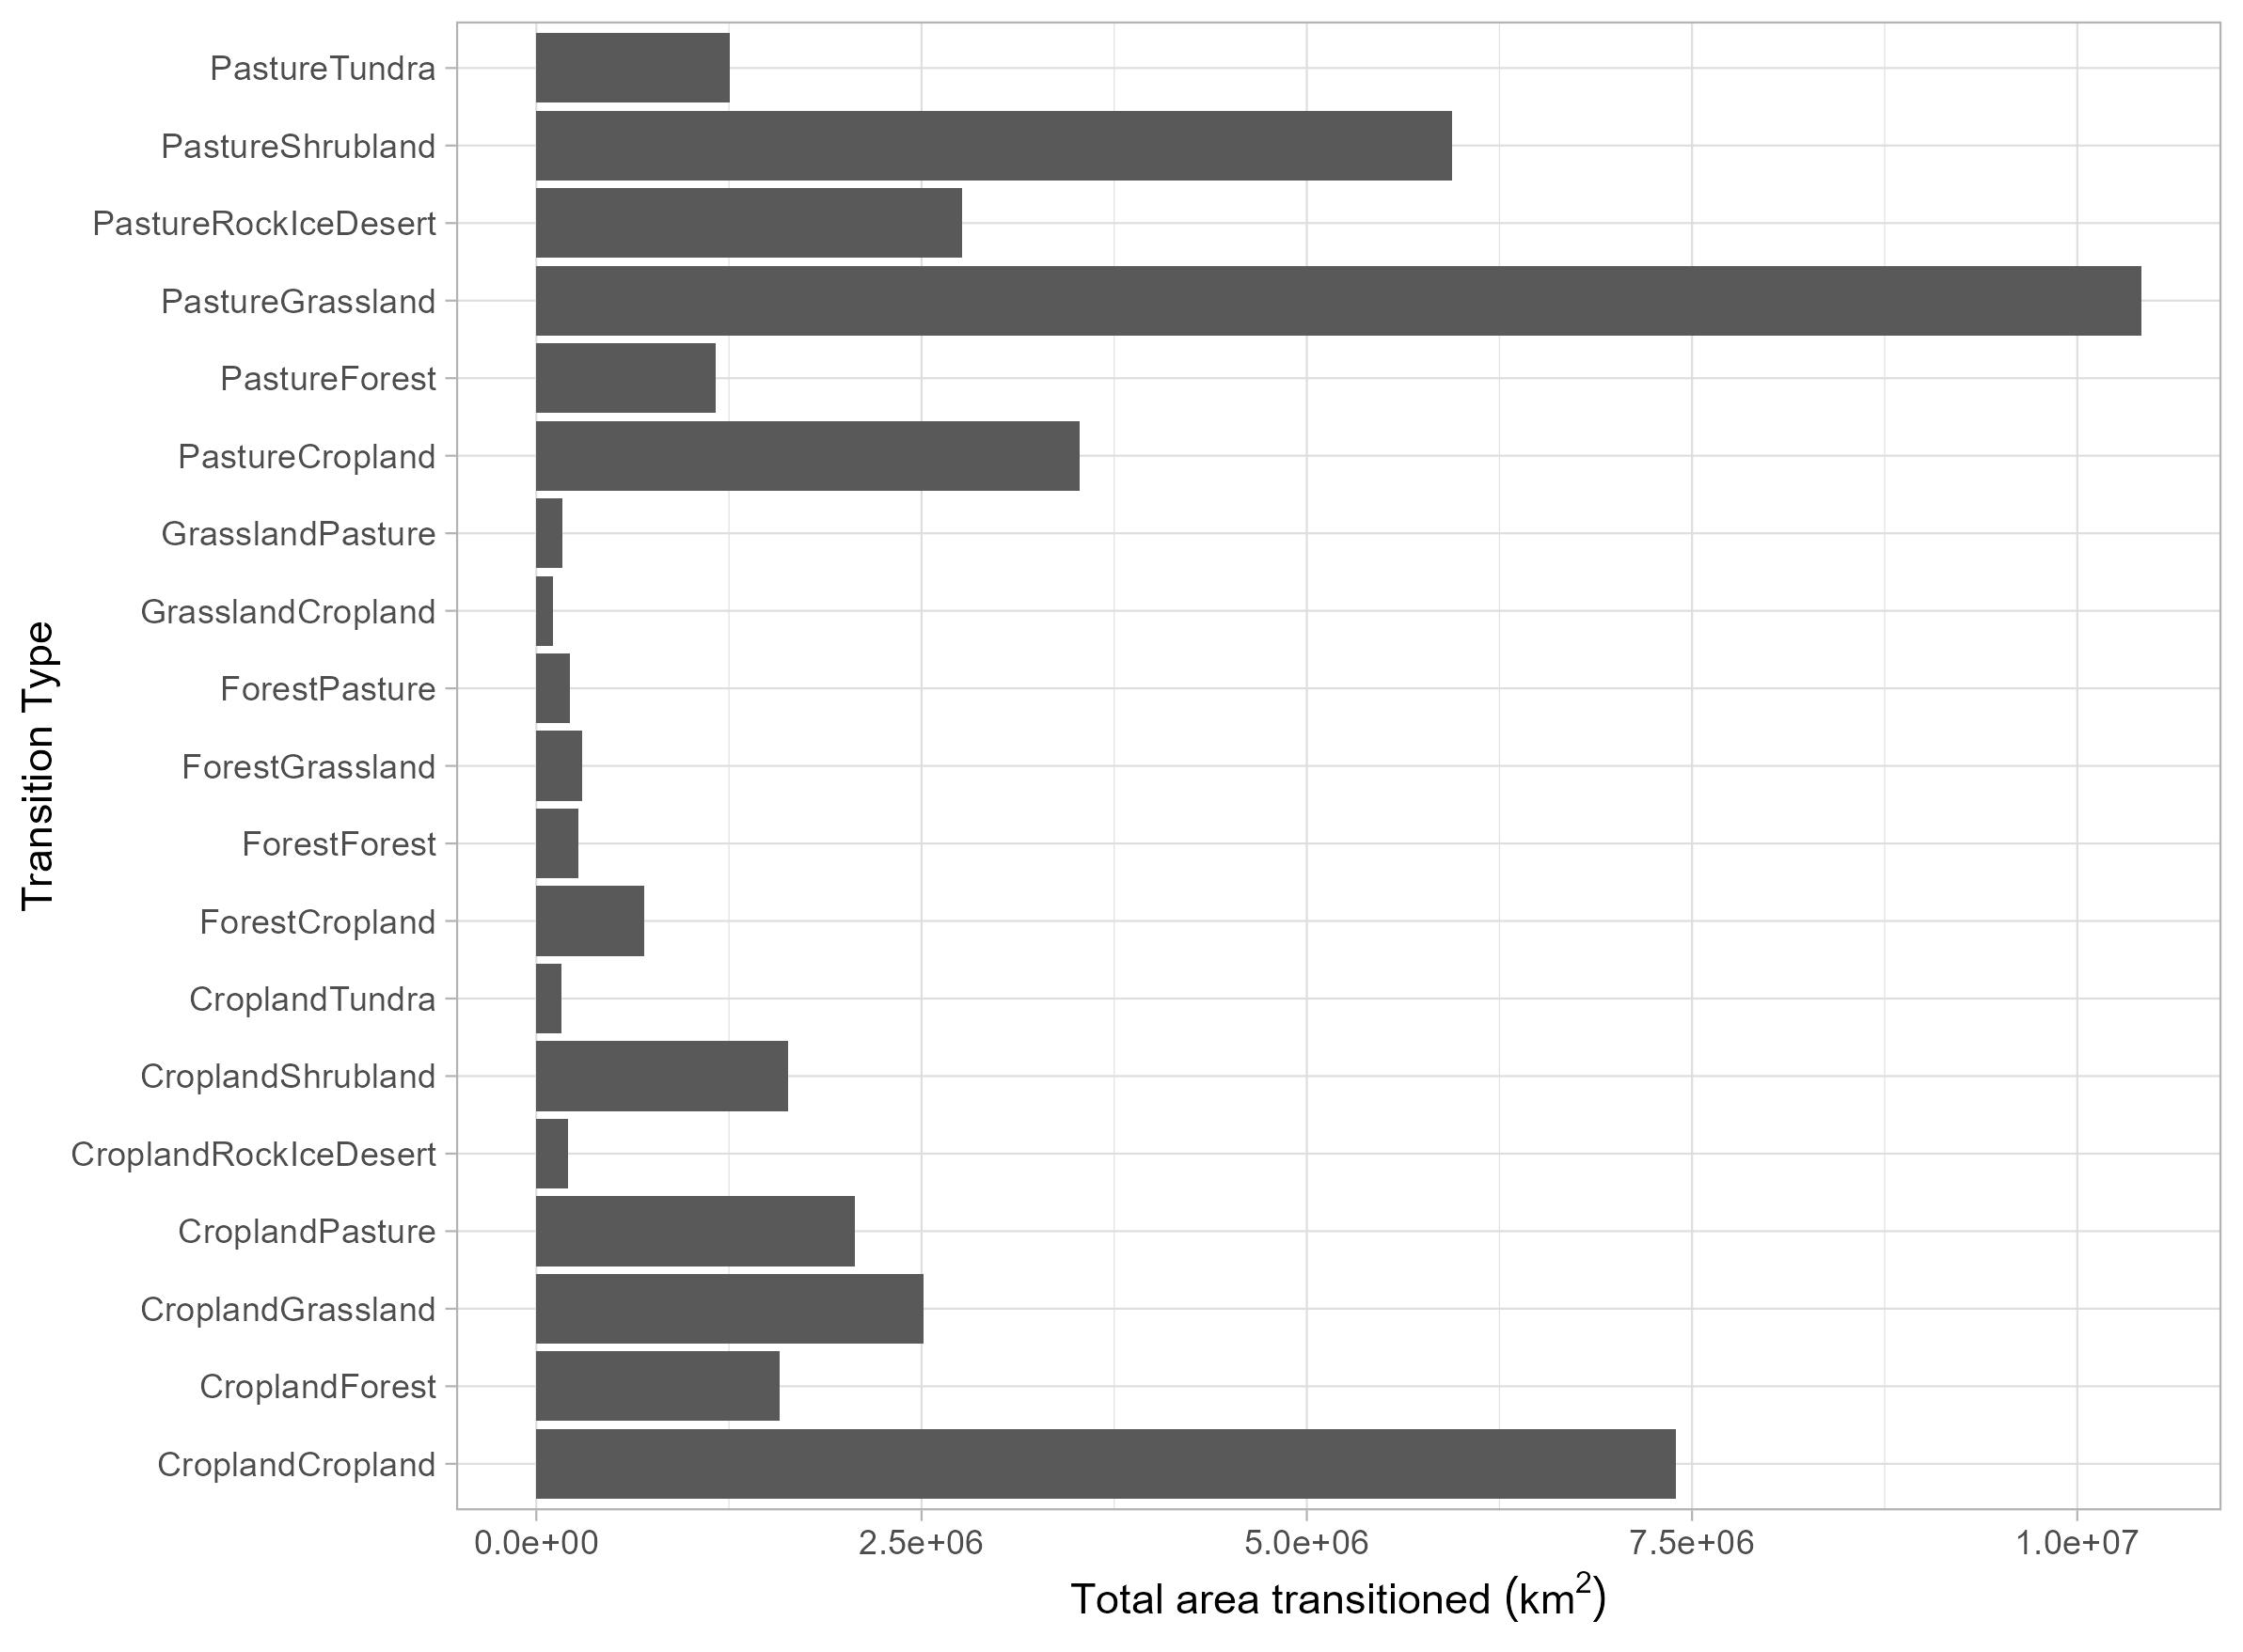 PastureTundra
PastureShrubland
PastureRockIceDesert
PastureGrassland
PastureForest
PastureCropland
GrasslandPasture
GrasslandCropland
ForestPasture
ForestGrassland
ForestForest
ForestCropland
CroplandTundra
CroplandShrubland
CroplandRockIceDesert
CroplandPasture
CroplandGrassland
CroplandForest
CroplandCropland
Transition Type
0.0e+00 2.5e+06 5.0e+06 7.5e+06 1.0e+07
Total area transitioned (km²)